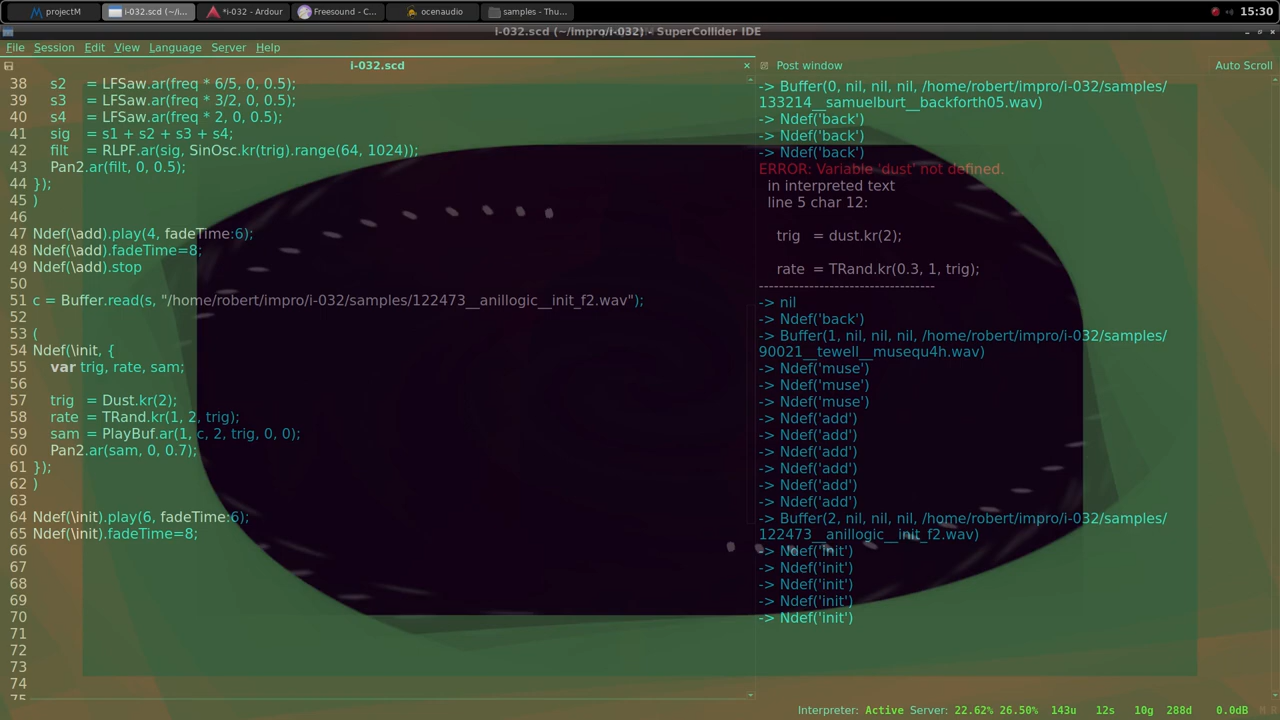 projectM
i-032.scd (~/i...
*i-032 - Ardour
Freesound - C...
ocenaudio
samples - Thu...
15:30
i-032.scd (~/impro/i-032) - SuperCollider IDE
File Session Edit View Language Server Help
i-032.scd
38 s2 = LFSaw.ar(freq * 6/5, 0, 0.5);
39 s3 = LFSaw.ar(freq * 3/2, 0, 0.5);
40 s4 = LFSaw.ar(freq * 2, 0, 0.5);
41 sig = s1 + s2 + s3 + s4;
42 filt = RLPF.ar(sig, SinOsc.kr(trig).range(64, 1024));
43 Pan2.ar(filt, 0, 0.5);
44 });
45 )
46
47 Ndef(\add).play(4, fadeTime:6);
48 Ndef(\add).fadeTime=8;
49 Ndef(\add).stop
50
51 c = Buffer.read(s, "/home/robert/impro/i-032/samples/122473__anillogic__init_f2.wav");
52
53 (
54 Ndef(\init, {
55 var trig, rate, sam;
56
57 trig = Dust.kr(2);
58 rate = TRand.kr(1, 2, trig);
59 sam = PlayBuf.ar(1, c, 2, trig, 0, 0);
60 Pan2.ar(sam, 0, 0.7);
61 });
62 )
63
64 Ndef(\init).play(6, fadeTime:6);
65 Ndef(\init).fadeTime=8;
66
67
68
69
70
71
72
73
74
75
Post window
Auto Scroll
-> Buffer(0, nil, nil, nil, /home/robert/impro/i-032/samples/
133214__samuelburt__backforth05.wav)
-> Ndef('back')
-> Ndef('back')
-> Ndef('back')
ERROR: Variable 'dust' not defined.
in interpreted text
line 5 char 12:
trig = dust.kr(2);
rate = TRand.kr(0.3, 1, trig);
-----------------------------------
-> nil
-> Ndef('back')
-> Buffer(1, nil, nil, nil, /home/robert/impro/i-032/samples/
90021__tewell__musequ4h.wav)
-> Ndef('muse')
-> Ndef('muse')
-> Ndef('muse')
-> Ndef('add')
-> Ndef('add')
-> Ndef('add')
-> Ndef('add')
-> Ndef('add')
-> Ndef('add')
-> Buffer(2, nil, nil, nil, /home/robert/impro/i-032/samples/
122473__anillogic__init_f2.wav)
-> Ndef('init')
-> Ndef('init')
-> Ndef('init')
-> Ndef('init')
-> Ndef('init')
Interpreter: Active Server: 22.62% 26.50% 143u 12s 10g 288d 0.0dB